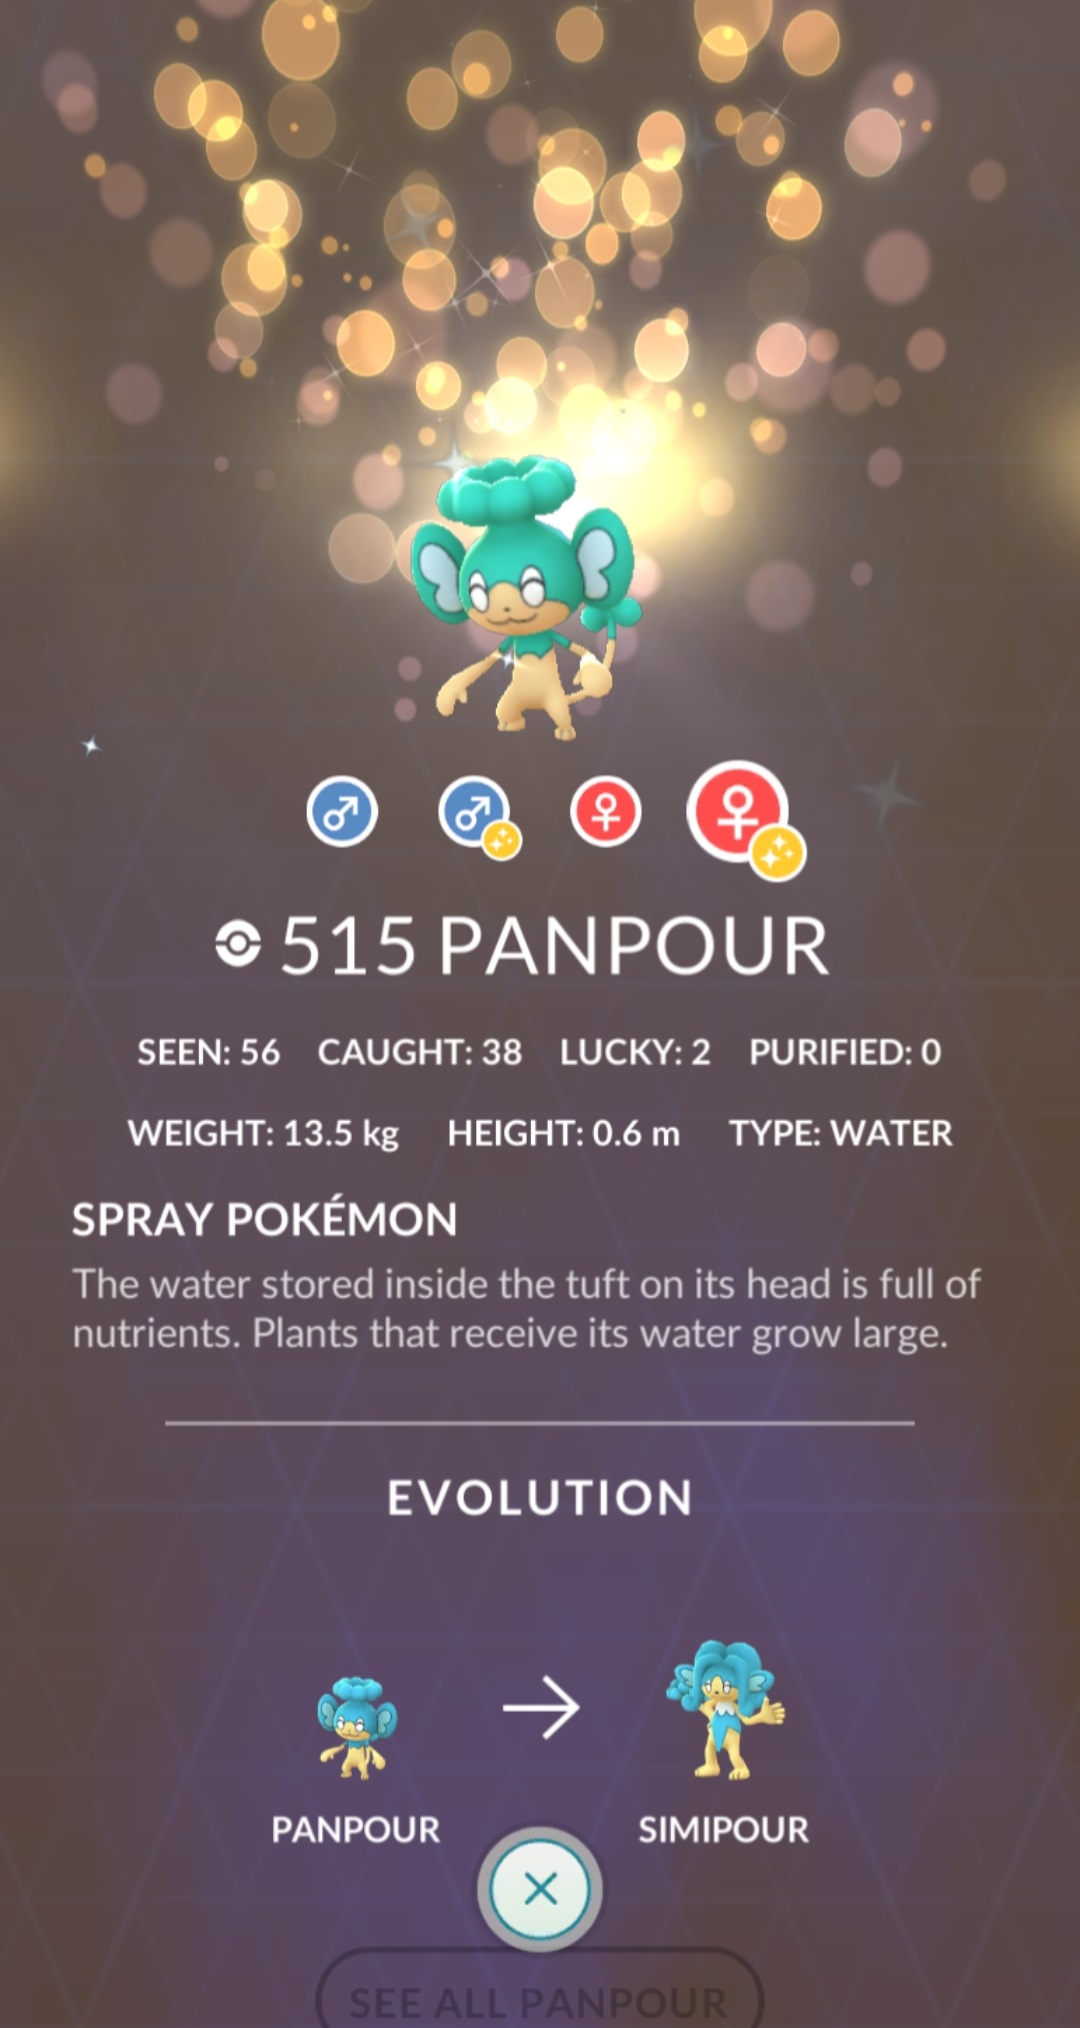 515 PANPOUR
SEEN: 56 CAUGHT: 38 LUCKY: 2 PURIFIED: 0
WEIGHT: 13.5 kg HEIGHT: 0.6 m TYPE: WATER
SPRAY POKÉMON
The water stored inside the tuft on its head is full of
nutrients. Plants that receive its water grow large.
EVOLUTION
PANPOUR SIMIPOUR
SEE ALL PANPOUR